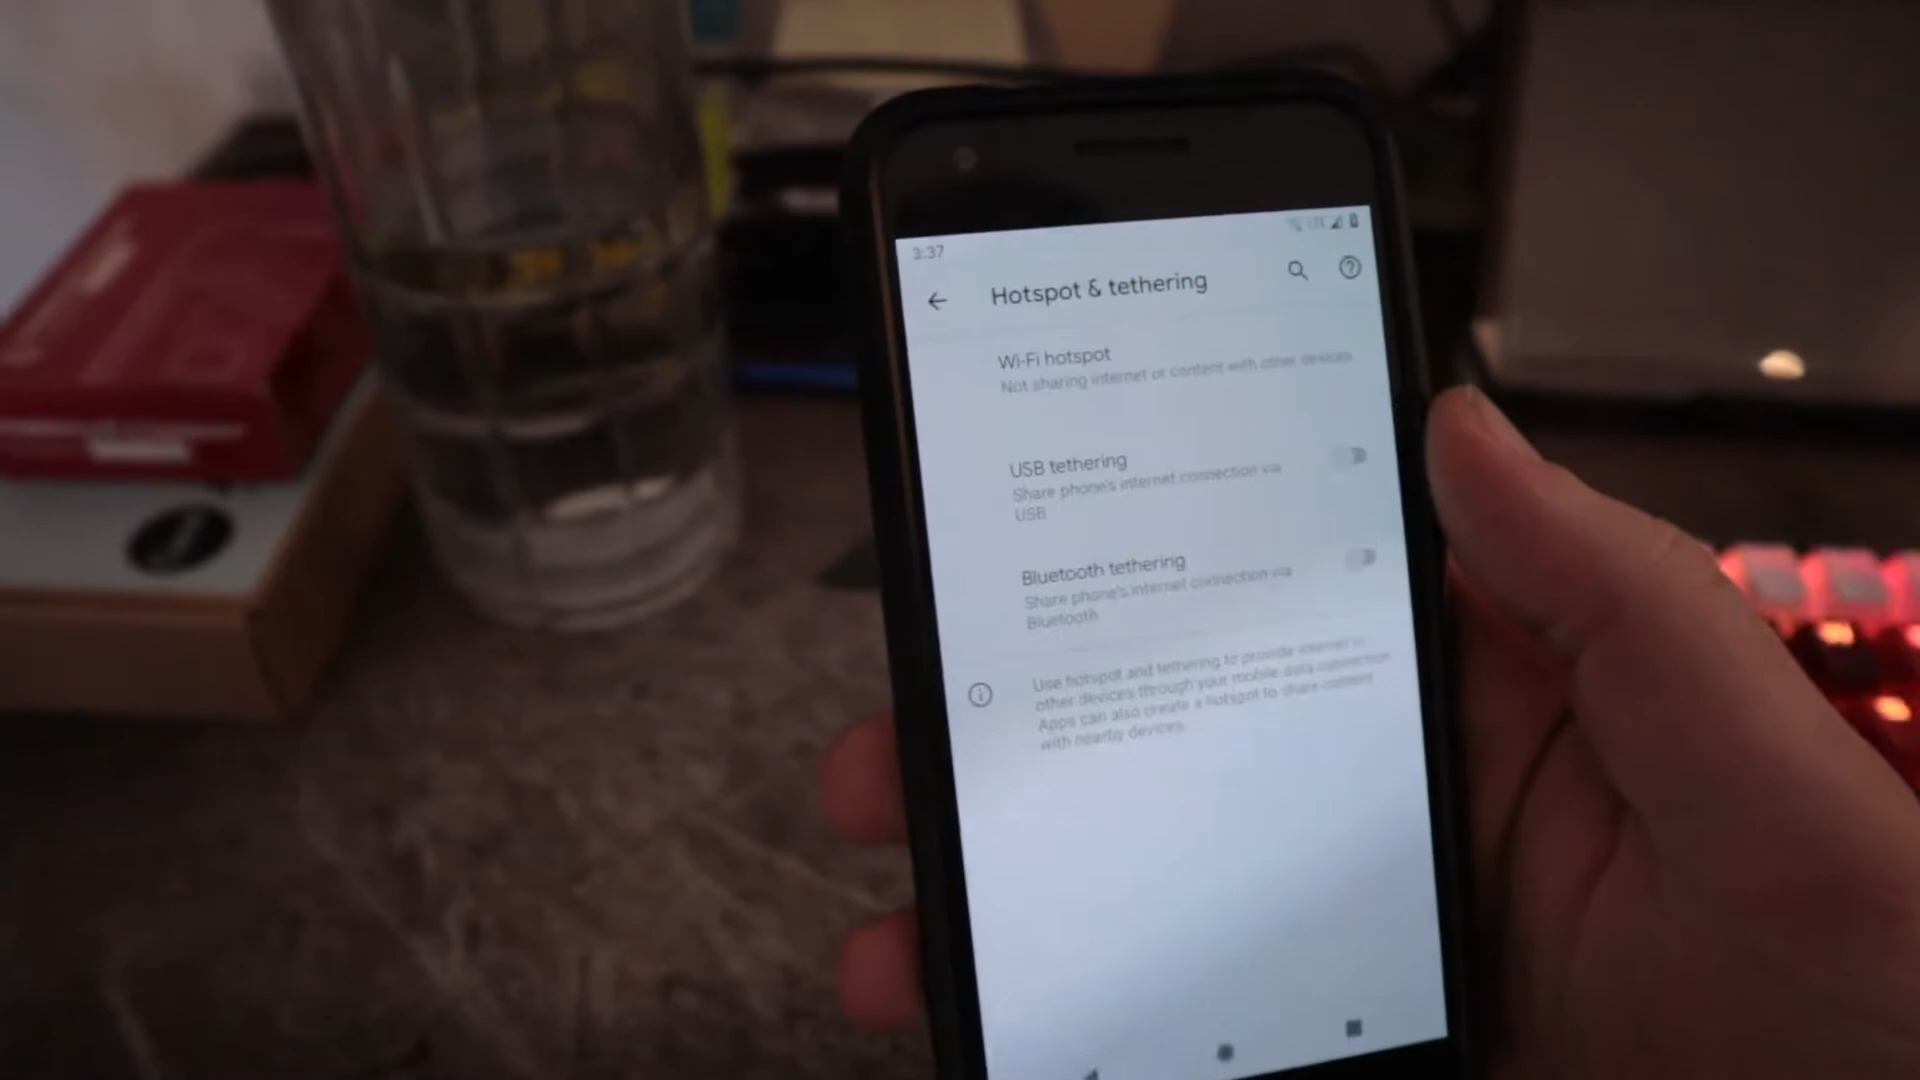 3:37
Hotspot & tethering
Wi-Fi hotspot
Not sharing internet or content with other devices
USB tethering
Share phone's internet connection via
USB
Bluetooth tethering
Share phone's internet connection via
Bluetooth
Use hotspot and tethering to provide internet to
other devices through your mobile data connection.
Apps can also create a hotspot to share content
with nearby devices.